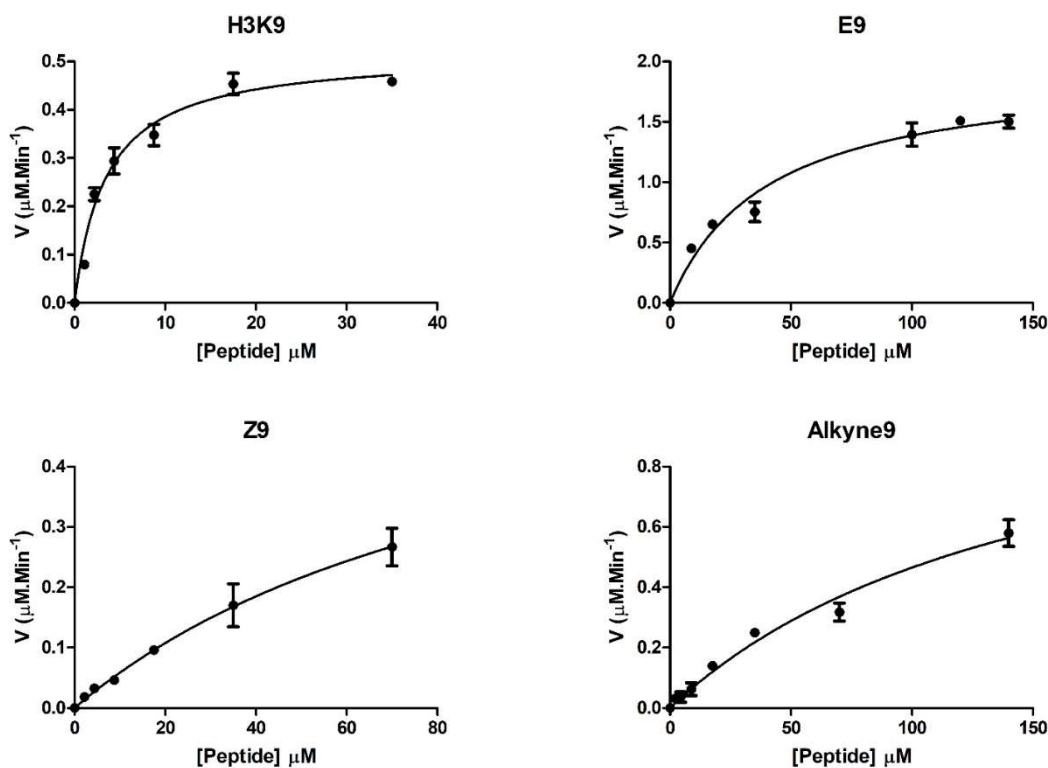 H3K9
V (µM.Min⁻¹)
0.5
0.4
0.3
0.2
0.1
0.0
0 10 20 30 40
[Peptide] µM
E9
V (µM.Min⁻¹)
2.0
1.5
1.0
0.5
0.0
0 50 100 150
[Peptide] µM
Z9
V (µM.Min⁻¹)
0.4
0.3
0.2
0.1
0.0
0 20 40 60 80
[Peptide] µM
Alkyne9
V (µM.Min⁻¹)
0.8
0.6
0.4
0.2
0.0
0 50 100 150
[Peptide] µM